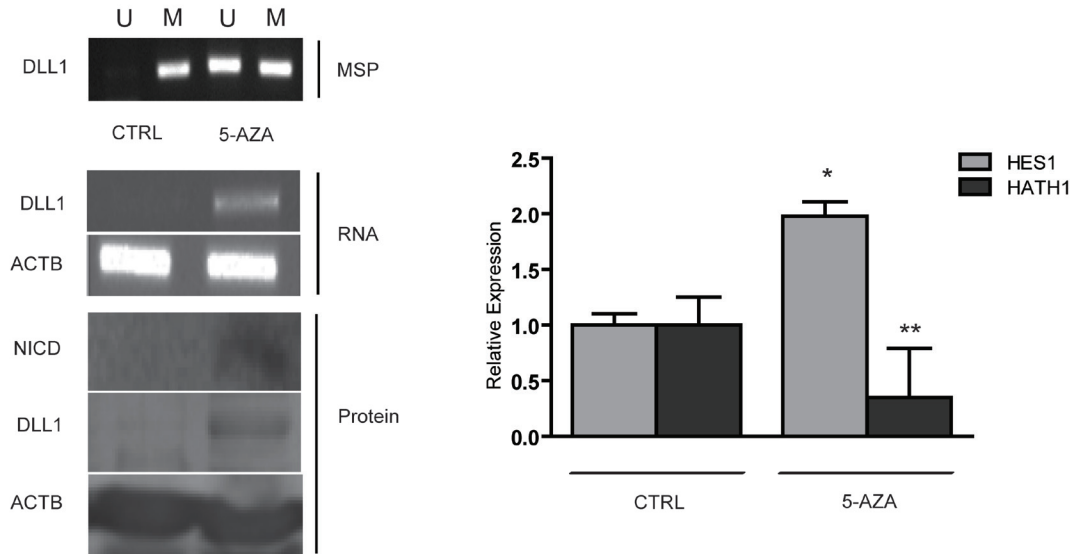 U M U M
DLL1
MSP
CTRL 5-AZA
DLL1
RNA
ACTB
NICD
DLL1
Protein
ACTB
Relative Expression
2.5
2.0
1.5
1.0
0.5
0.0
*
**
HES1
HATH1
CTRL 5-AZA